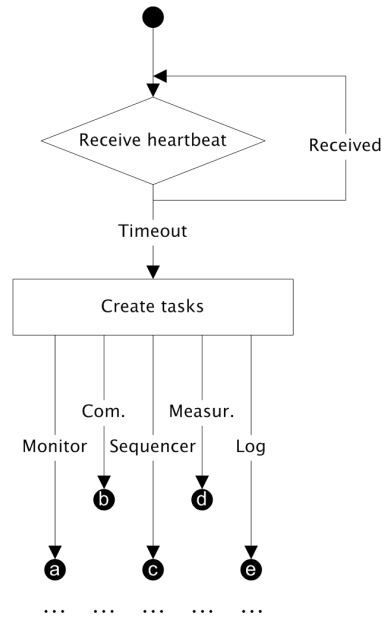 Receive heartbeat
Received
Timeout
Create tasks
Com. Measur.
Monitor Sequencer Log
b d
a c e
... ... ... ... ...